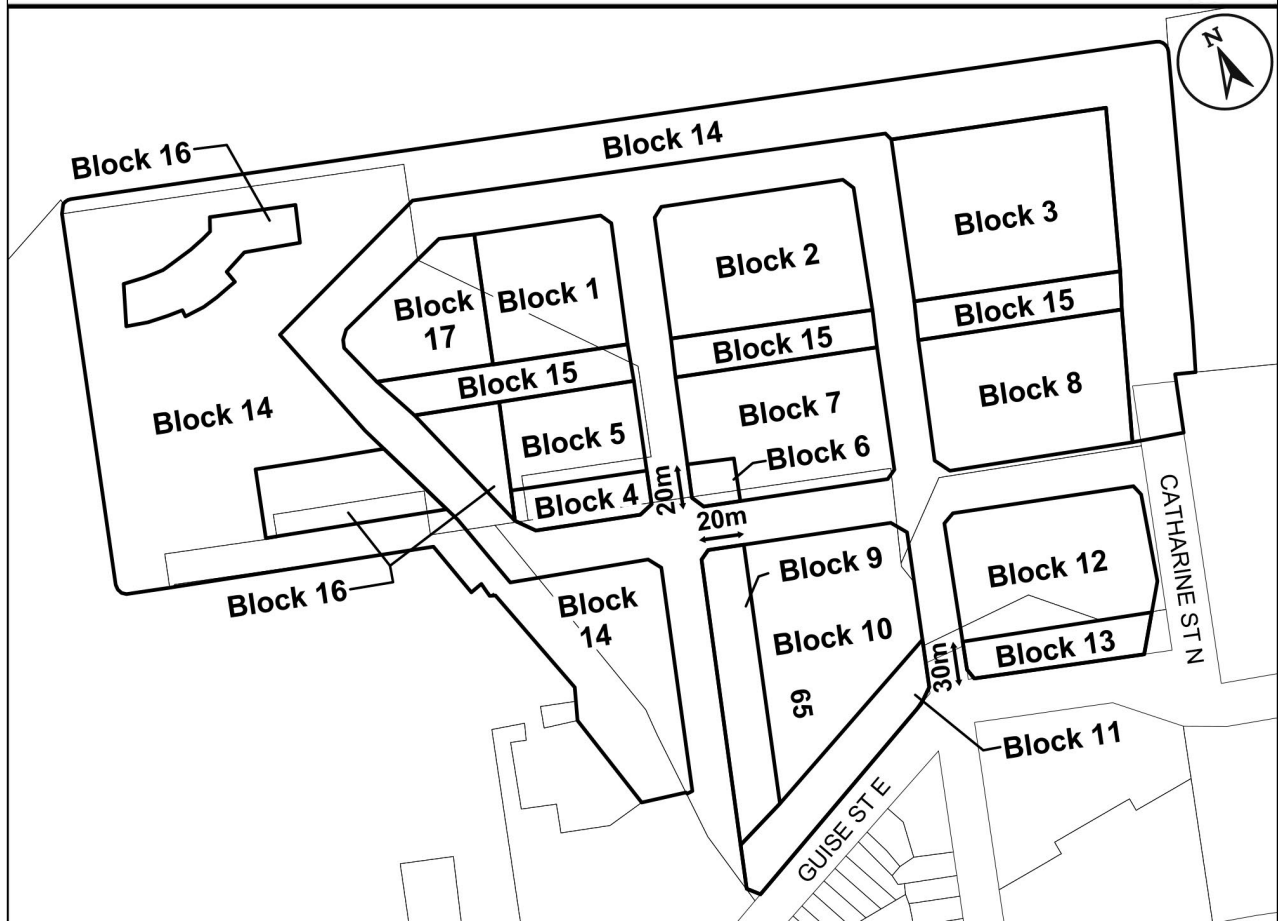 N
Block 14
Block 16
Block 3
Block 2
Block 1
Block
17
Block 15
Block 15
Block 15
Block 8
Block 7
Block 14
Block 5
Block 6
Block 4
20m
20m
CATHARINE ST N
Block 9
Block 12
Block 16
Block
14
Block 10
Block 13
30m
65
Block 11
GUISE ST E